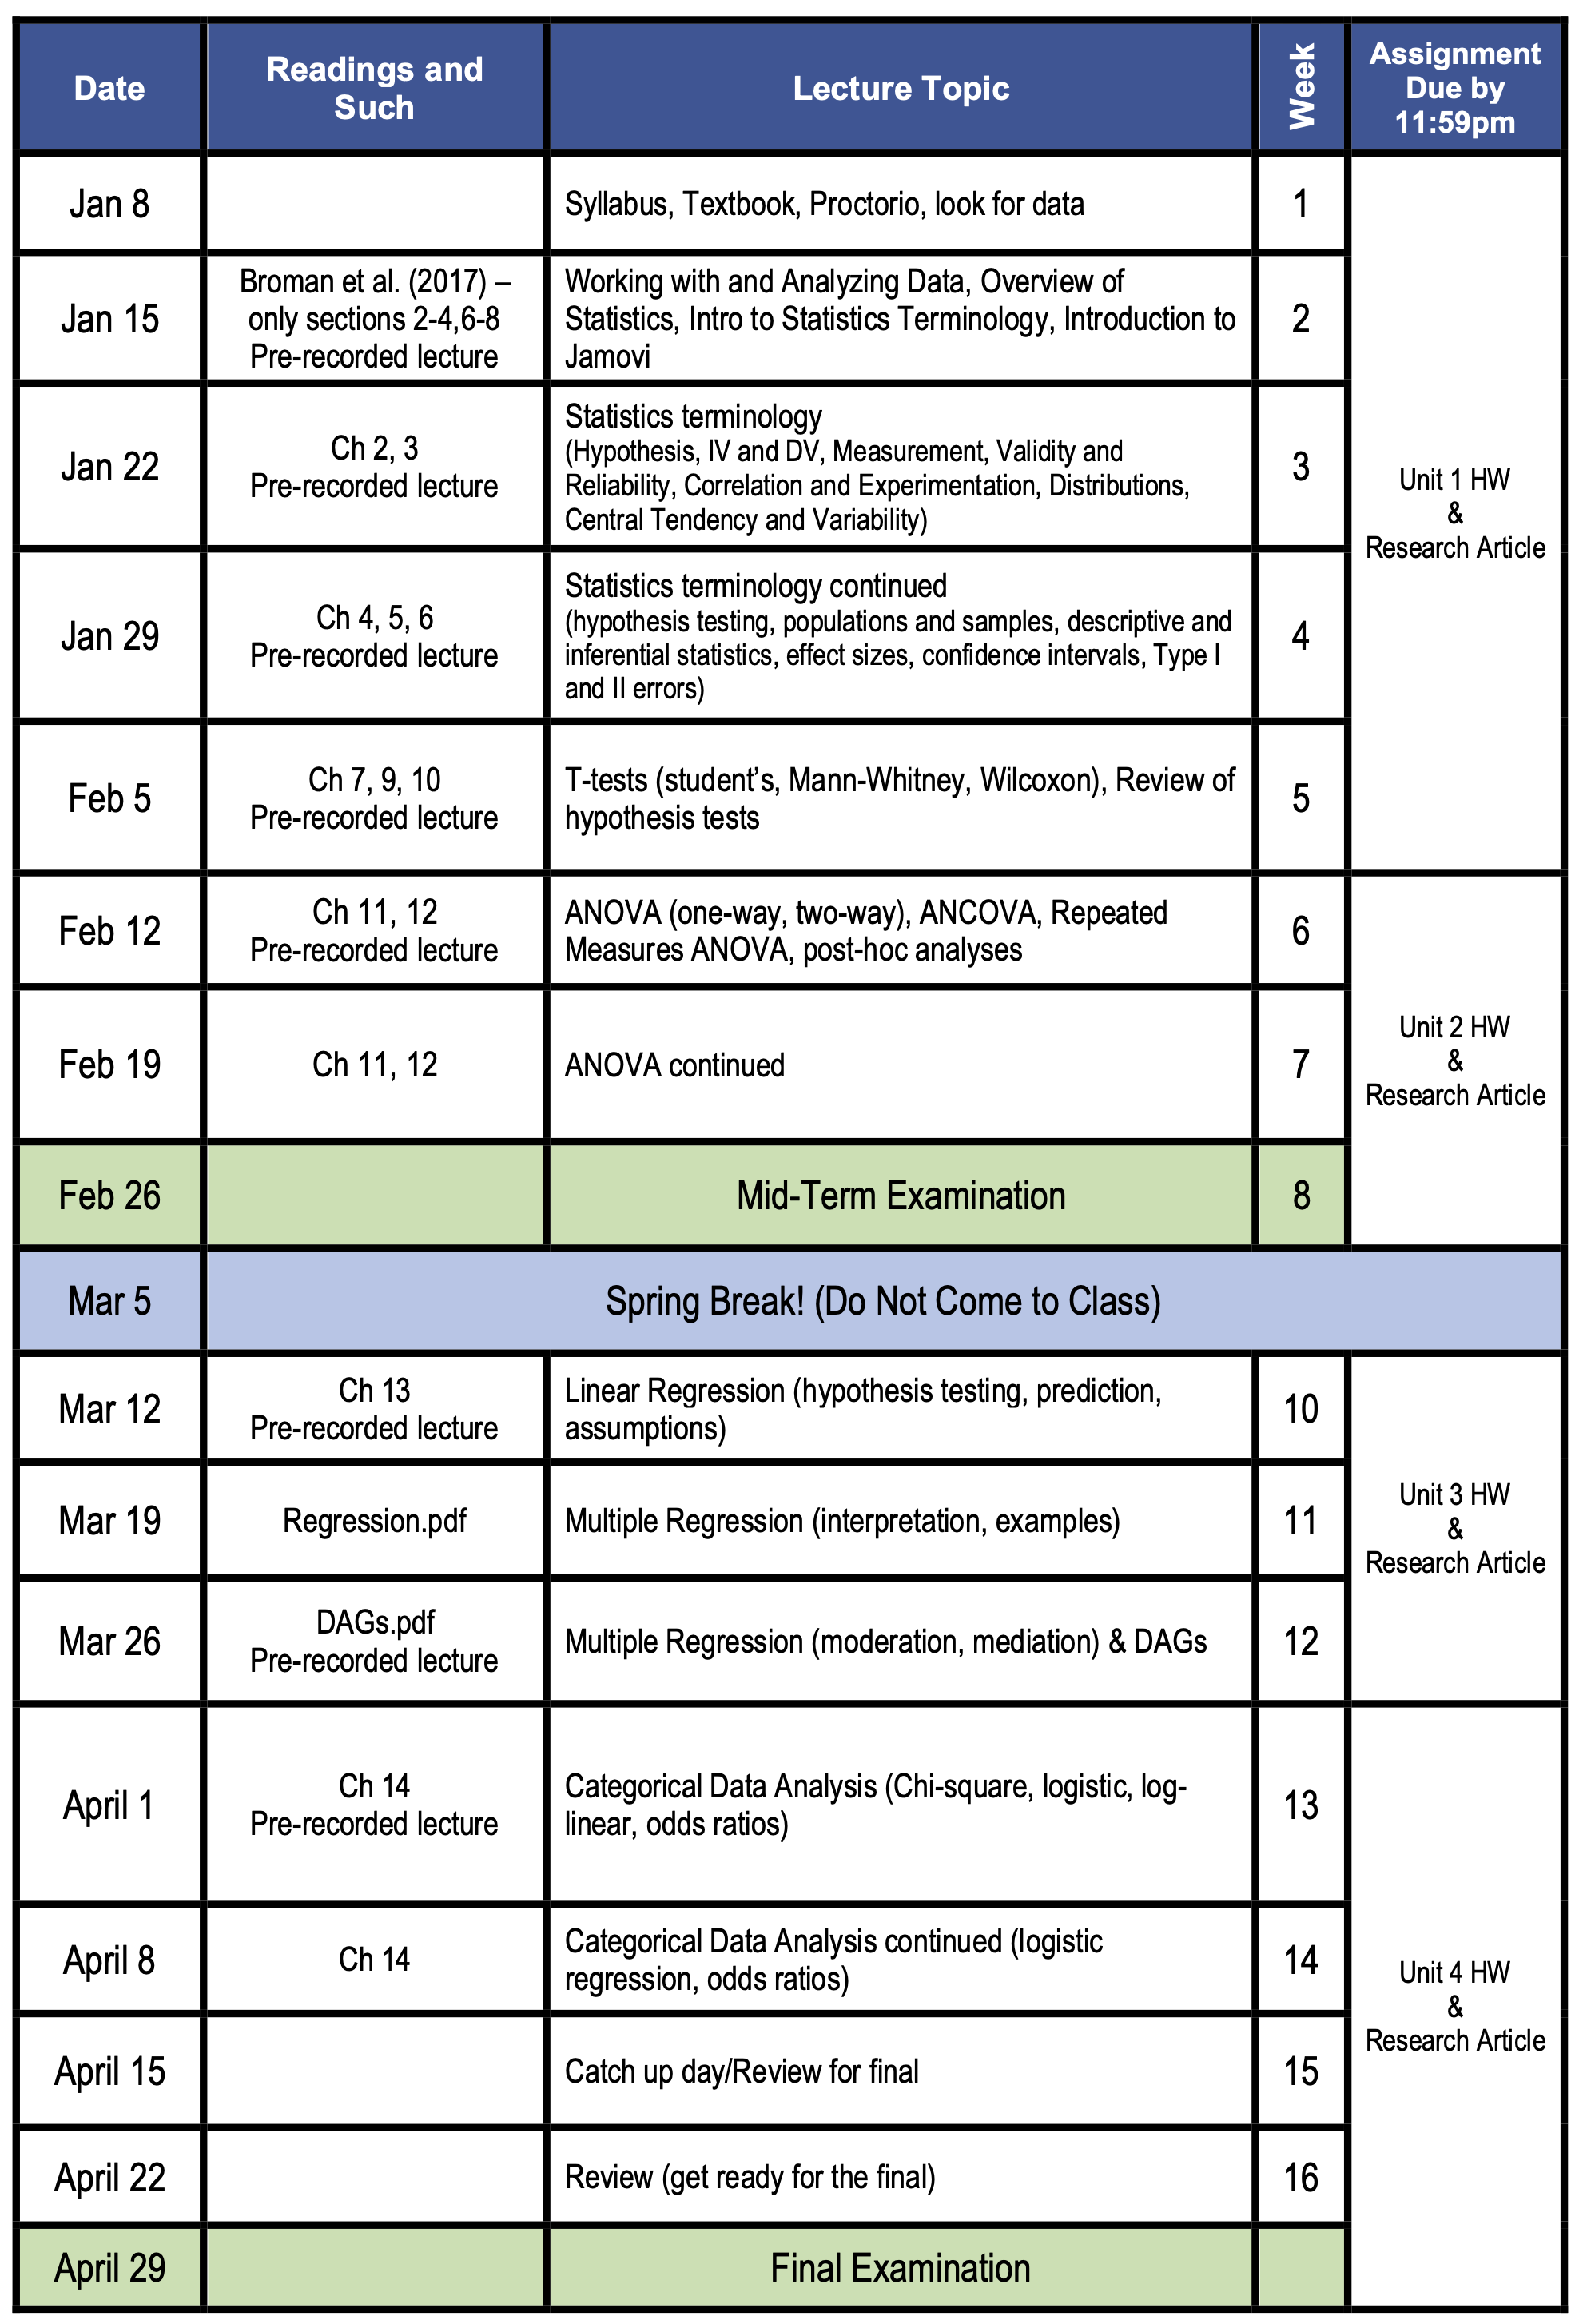 Date
Readings and
Such
Lecture Topic
Week
Assignment
Due by
11:59pm
Jan 8
Syllabus, Textbook, Proctorio, look for data
1
Jan 15
Broman et al. (2017) –
only sections 2-4,6-8
Pre-recorded lecture
Working with and Analyzing Data, Overview of
Statistics, Intro to Statistics Terminology, Introduction to
Jamovi
2
Jan 22
Ch 2, 3
Pre-recorded lecture
Statistics terminology
(Hypothesis, IV and DV, Measurement, Validity and
Reliability, Correlation and Experimentation, Distributions,
Central Tendency and Variability)
3
Unit 1 HW
&
Research Article
Jan 29
Ch 4, 5, 6
Pre-recorded lecture
Statistics terminology continued
(hypothesis testing, populations and samples, descriptive and
inferential statistics, effect sizes, confidence intervals, Type I
and II errors)
4
Feb 5
Ch 7, 9, 10
Pre-recorded lecture
T-tests (student’s, Mann-Whitney, Wilcoxon), Review of
hypothesis tests
5
Feb 12
Ch 11, 12
Pre-recorded lecture
ANOVA (one-way, two-way), ANCOVA, Repeated
Measures ANOVA, post-hoc analyses
6
Feb 19
Ch 11, 12
ANOVA continued
7
Unit 2 HW
&
Research Article
Feb 26
Mid-Term Examination
8
Mar 5
Spring Break! (Do Not Come to Class)
Mar 12
Ch 13
Pre-recorded lecture
Linear Regression (hypothesis testing, prediction,
assumptions)
10
Mar 19
Regression.pdf
Multiple Regression (interpretation, examples)
11
Unit 3 HW
&
Research Article
Mar 26
DAGs.pdf
Pre-recorded lecture
Multiple Regression (moderation, mediation) & DAGs
12
April 1
Ch 14
Pre-recorded lecture
Categorical Data Analysis (Chi-square, logistic, log-
linear, odds ratios)
13
April 8
Ch 14
Categorical Data Analysis continued (logistic
regression, odds ratios)
14
Unit 4 HW
&
Research Article
April 15
Catch up day/Review for final
15
April 22
Review (get ready for the final)
16
April 29
Final Examination